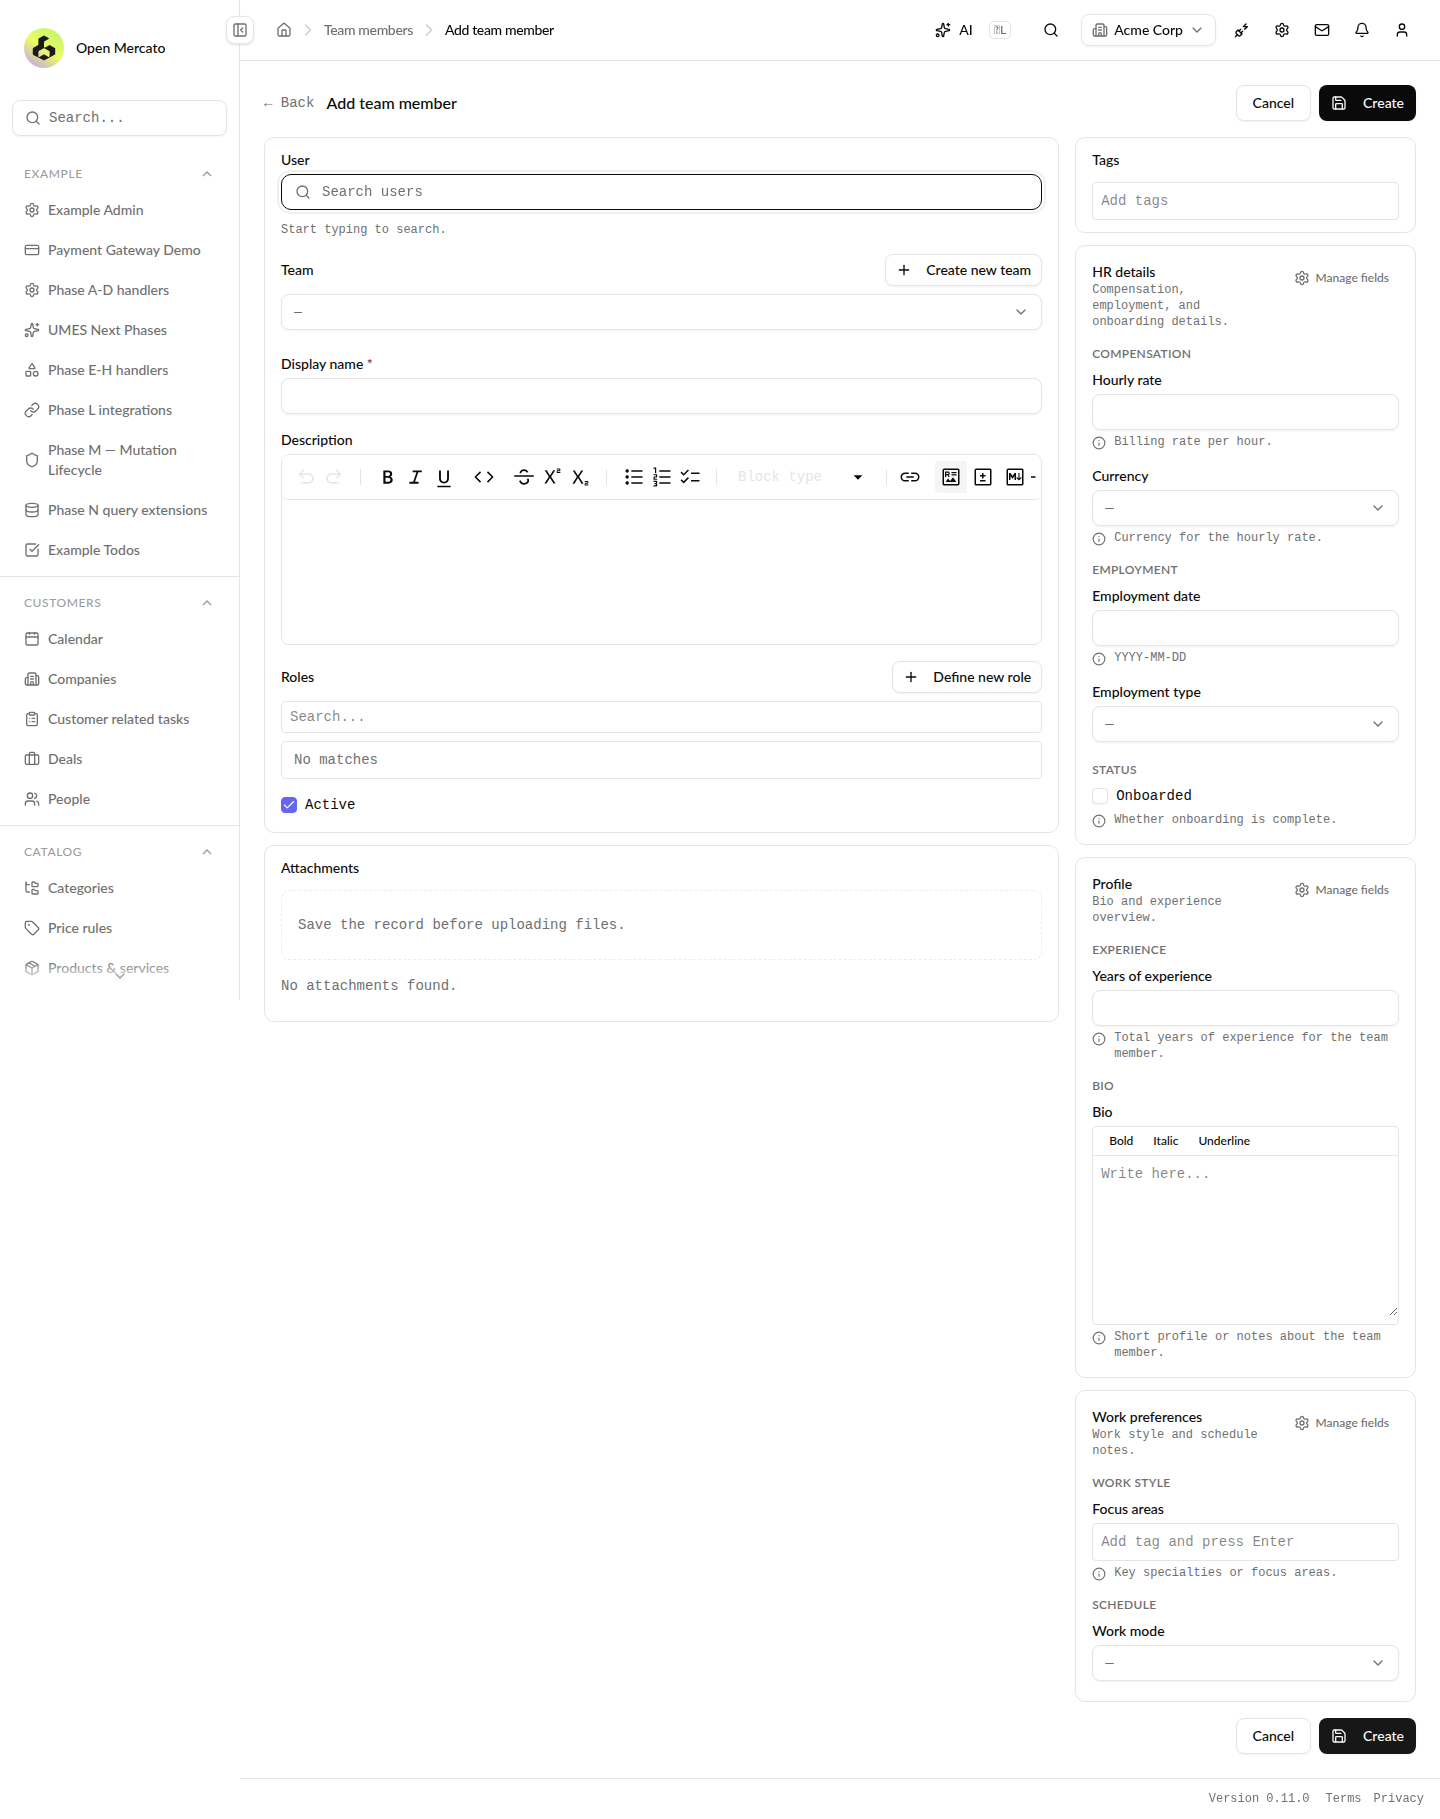 Open Mercato
Search...
EXAMPLE
Example Admin
Payment Gateway Demo
Phase A-D handlers
UMES Next Phases
Phase E-H handlers
Phase L integrations
Phase M — Mutation
Lifecycle
Phase N query extensions
Example Todos
CUSTOMERS
Calendar
Companies
Customer related tasks
Deals
People
CATALOG
Categories
Price rules
Products & services
Team members
Add team member
AI
L
Acme Corp
← Back
Add team member
Cancel
Create
User
Search users
Start typing to search.
Team
Create new team
—
Display name *
Description
B I U
X² X₂
Block type
Roles
Define new role
Search...
No matches
Active
Attachments
Save the record before uploading files.
No attachments found.
Tags
Add tags
HR details
Manage fields
Compensation,
employment, and
onboarding details.
COMPENSATION
Hourly rate
Billing rate per hour.
Currency
—
Currency for the hourly rate.
EMPLOYMENT
Employment date
YYYY-MM-DD
Employment type
—
STATUS
Onboarded
Whether onboarding is complete.
Profile
Manage fields
Bio and experience
overview.
EXPERIENCE
Years of experience
Total years of experience for the team
member.
BIO
Bio
Bold Italic Underline
Write here...
Short profile or notes about the team
member.
Work preferences
Manage fields
Work style and schedule
notes.
WORK STYLE
Focus areas
Add tag and press Enter
Key specialties or focus areas.
SCHEDULE
Work mode
—
Cancel
Create
Version 0.11.0 Terms Privacy